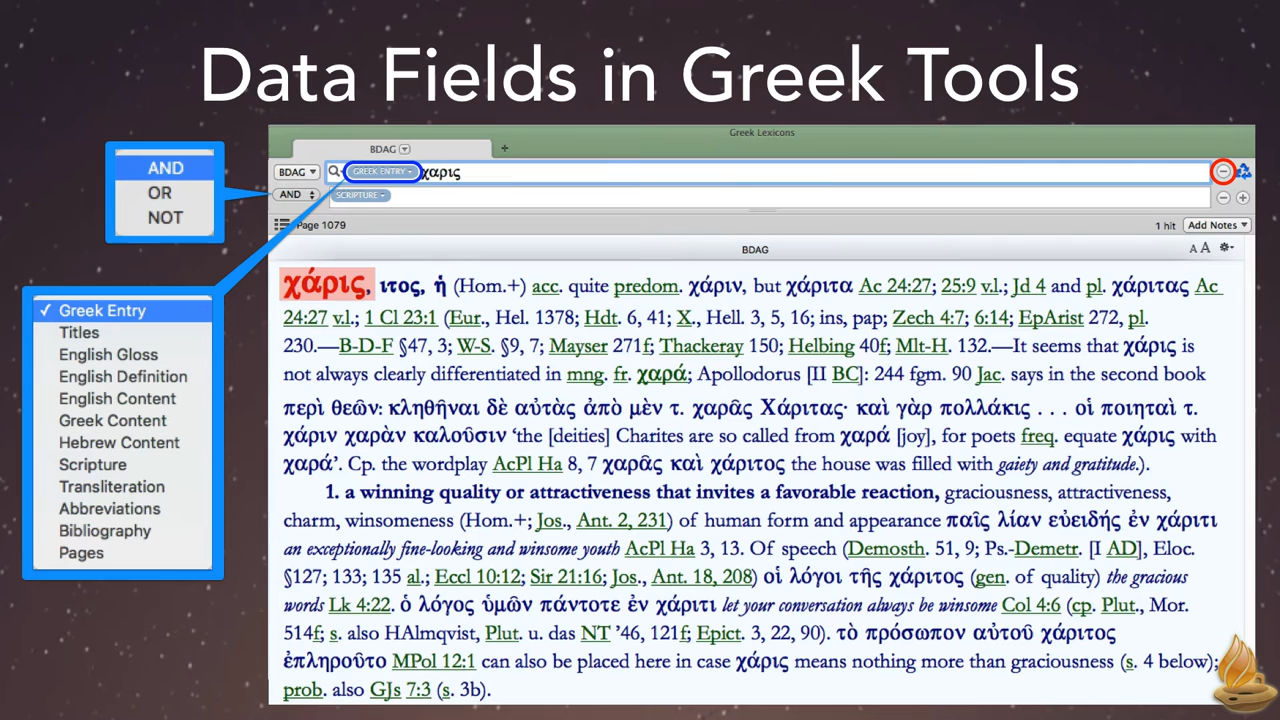 Data Fields in Greek Tools
Greek Lexicons
BDAG
+
BDAG
GREEK ENTRY
χαρις
AND
SCRIPTURE
Page 1079
1 hit
Add Notes
BDAG
A A
AND
OR
NOT
✓ Greek Entry
Titles
English Gloss
English Definition
English Content
Greek Content
Hebrew Content
Scripture
Transliteration
Abbreviations
Bibliography
Pages
χάρις, ιτος, ἡ (Hom.+) acc. quite predom. χάριν, but χάριτα Ac 24:27; 25:9 v.l.; Jd 4 and pl. χάριτας Ac
24:27 v.l.; 1 Cl 23:1 (Eur., Hel. 1378; Hdt. 6, 41; X., Hell. 3, 5, 16; ins, pap; Zech 4:7; 6:14; EpArist 272, pl.
230.—B-D-F §47, 3; W-S. §9, 7; Mayser 271f; Thackeray 150; Helbing 40f; Mlt-H. 132.—It seems that χάρις is
not always clearly differentiated in mng. fr. χαρά; Apollodorus [II BC]: 244 fgm. 90 Jac. says in the second book
περὶ θεῶν: κληθῆναι δὲ αὐτὰς ἀπὸ μὲν τ. χαρᾶς Χάριτας· καὶ γὰρ πολλάκις . . . οἱ ποιηταὶ τ.
χάριν χαρὰν καλοῦσιν ‘the [deities] Charites are so called from χαρά [joy], for poets freq. equate χάρις with
χαρά’. Cp. the wordplay AcPl Ha 8, 7 χαρᾶς καὶ χάριτος the house was filled with gaiety and gratitude.).
1. a winning quality or attractiveness that invites a favorable reaction, graciousness, attractiveness,
charm, winsomeness (Hom.+; Jos., Ant. 2, 231) of human form and appearance παῖς λίαν εὐειδής ἐν χάριτι
an exceptionally fine-looking and winsome youth AcPl Ha 3, 13. Of speech (Demosth. 51, 9; Ps.-Demetr. [I AD], Eloc.
§127; 133; 135 al.; Eccl 10:12; Sir 21:16; Jos., Ant. 18, 208) οἱ λόγοι τῆς χάριτος (gen. of quality) the gracious
words Lk 4:22. ὁ λόγος ὑμῶν πάντοτε ἐν χάριτι let your conversation always be winsome Col 4:6 (cp. Plut., Mor.
514f; s. also HAlmqvist, Plut. u. das NT ’46, 121f; Epict. 3, 22, 90). τὸ πρόσωπον αὐτοῦ χάριτος
ἐπληροῦτο MPol 12:1 can also be placed here in case χάρις means nothing more than graciousness (s. 4 below);
prob. also GJs 7:3 (s. 3b).